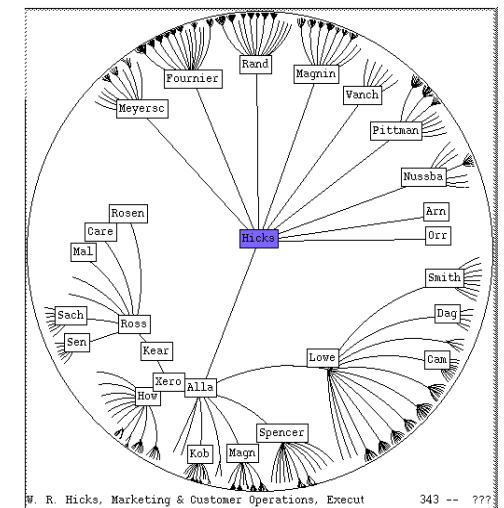 Rand
Fournier
Magnin
Vanch
Meyersc
Pittman
Nussba
Rosen
Arn
Care
Hicks
Orr
Mal
Smith
Sach
Dag
Ross
Sen
Kear
Lowe
Cam
Xero
Alla
How
Spencer
Kob
Magn
W. R. Hicks, Marketing & Customer Operations, Execut 343 -- ???